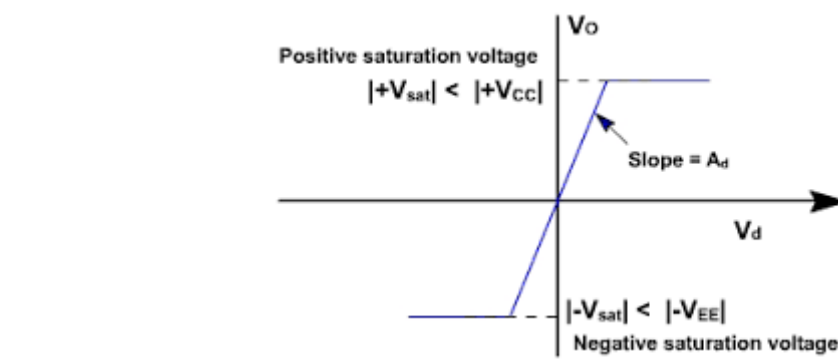 Vo
Positive saturation voltage
|+Vsat| < |+VCC|
Slope = Ad
Vd
|-Vsat| < |-VEE|
Negative saturation voltage